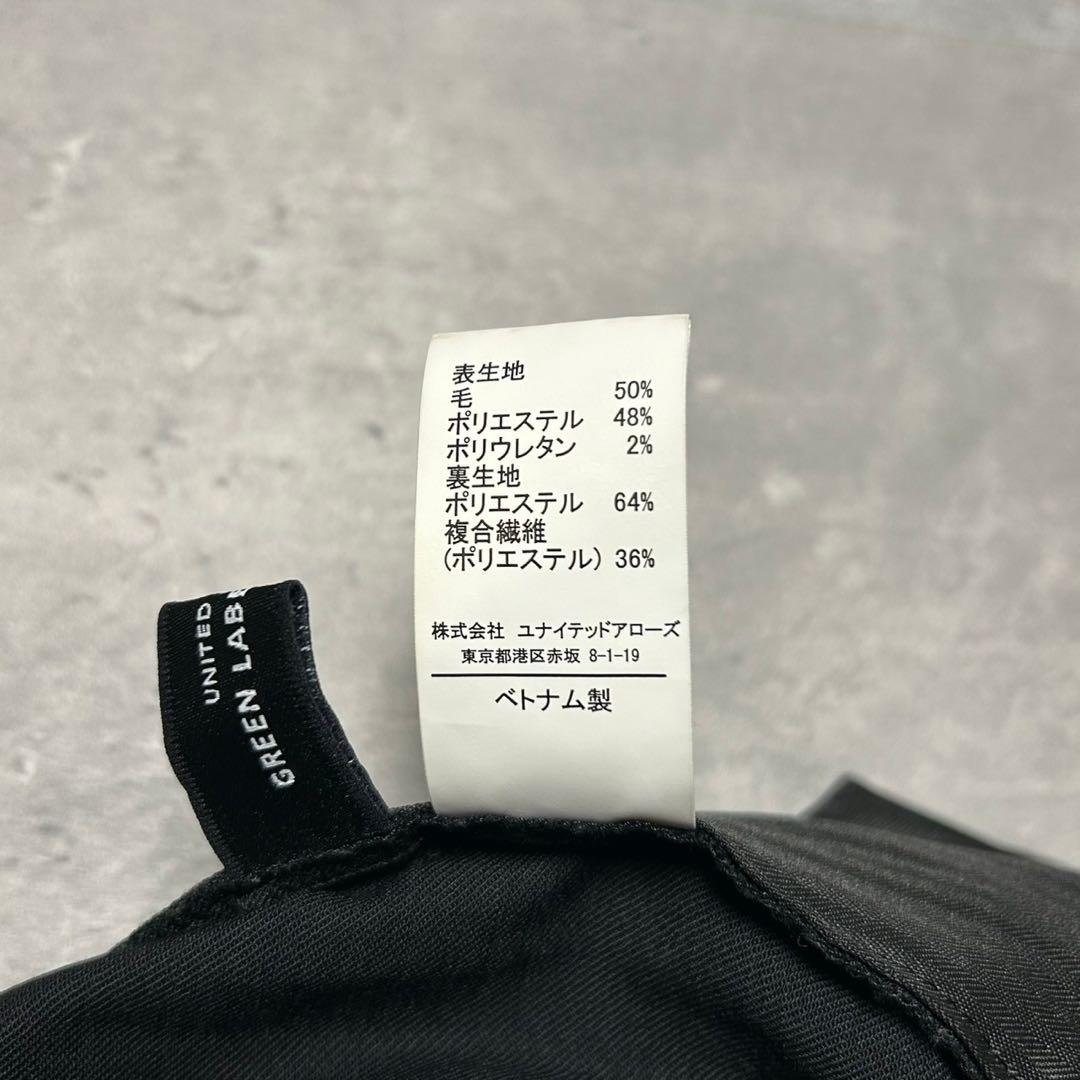 表生地
毛 50%
ポリエステル 48%
ポリウレタン 2%
裏生地
ポリエステル 64%
複合繊維
(ポリエステル) 36%
株式会社 ユナイテッドアローズ
東京都港区赤坂 8-1-19
ベトナム製
UNITED
GREEN